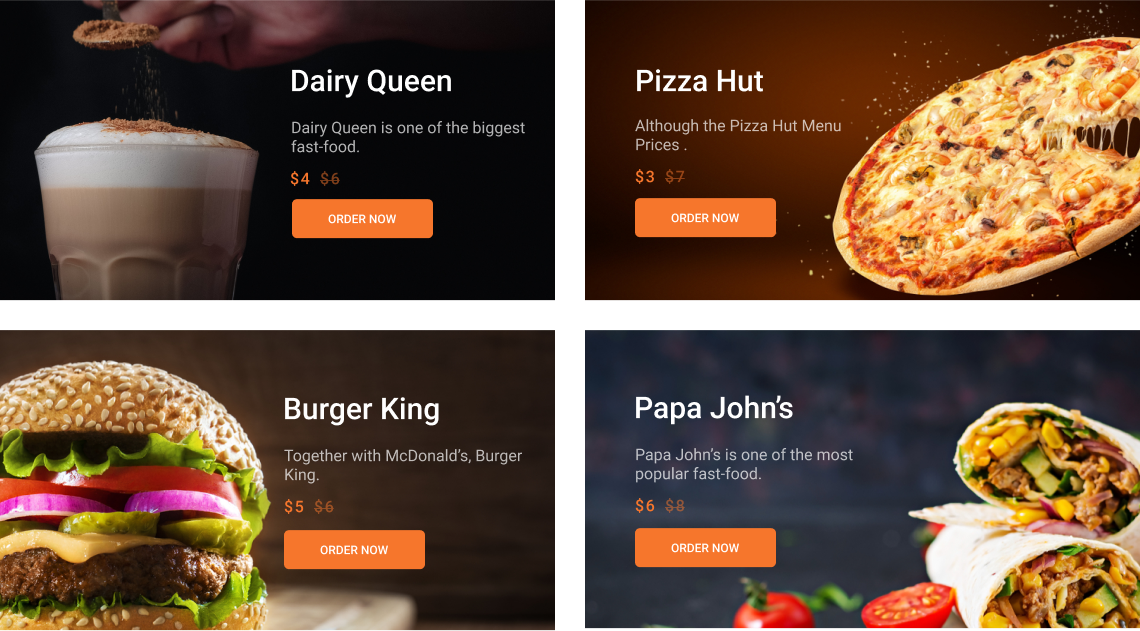 Dairy Queen
Dairy Queen is one of the biggest
fast-food.
$4 $6
ORDER NOW
Pizza Hut
Although the Pizza Hut Menu
Prices .
$3 $7
ORDER NOW
Burger King
Together with McDonald’s, Burger
King.
$5 $6
ORDER NOW
Papa John’s
Papa John’s is one of the most
popular fast-food.
$6 $8
ORDER NOW